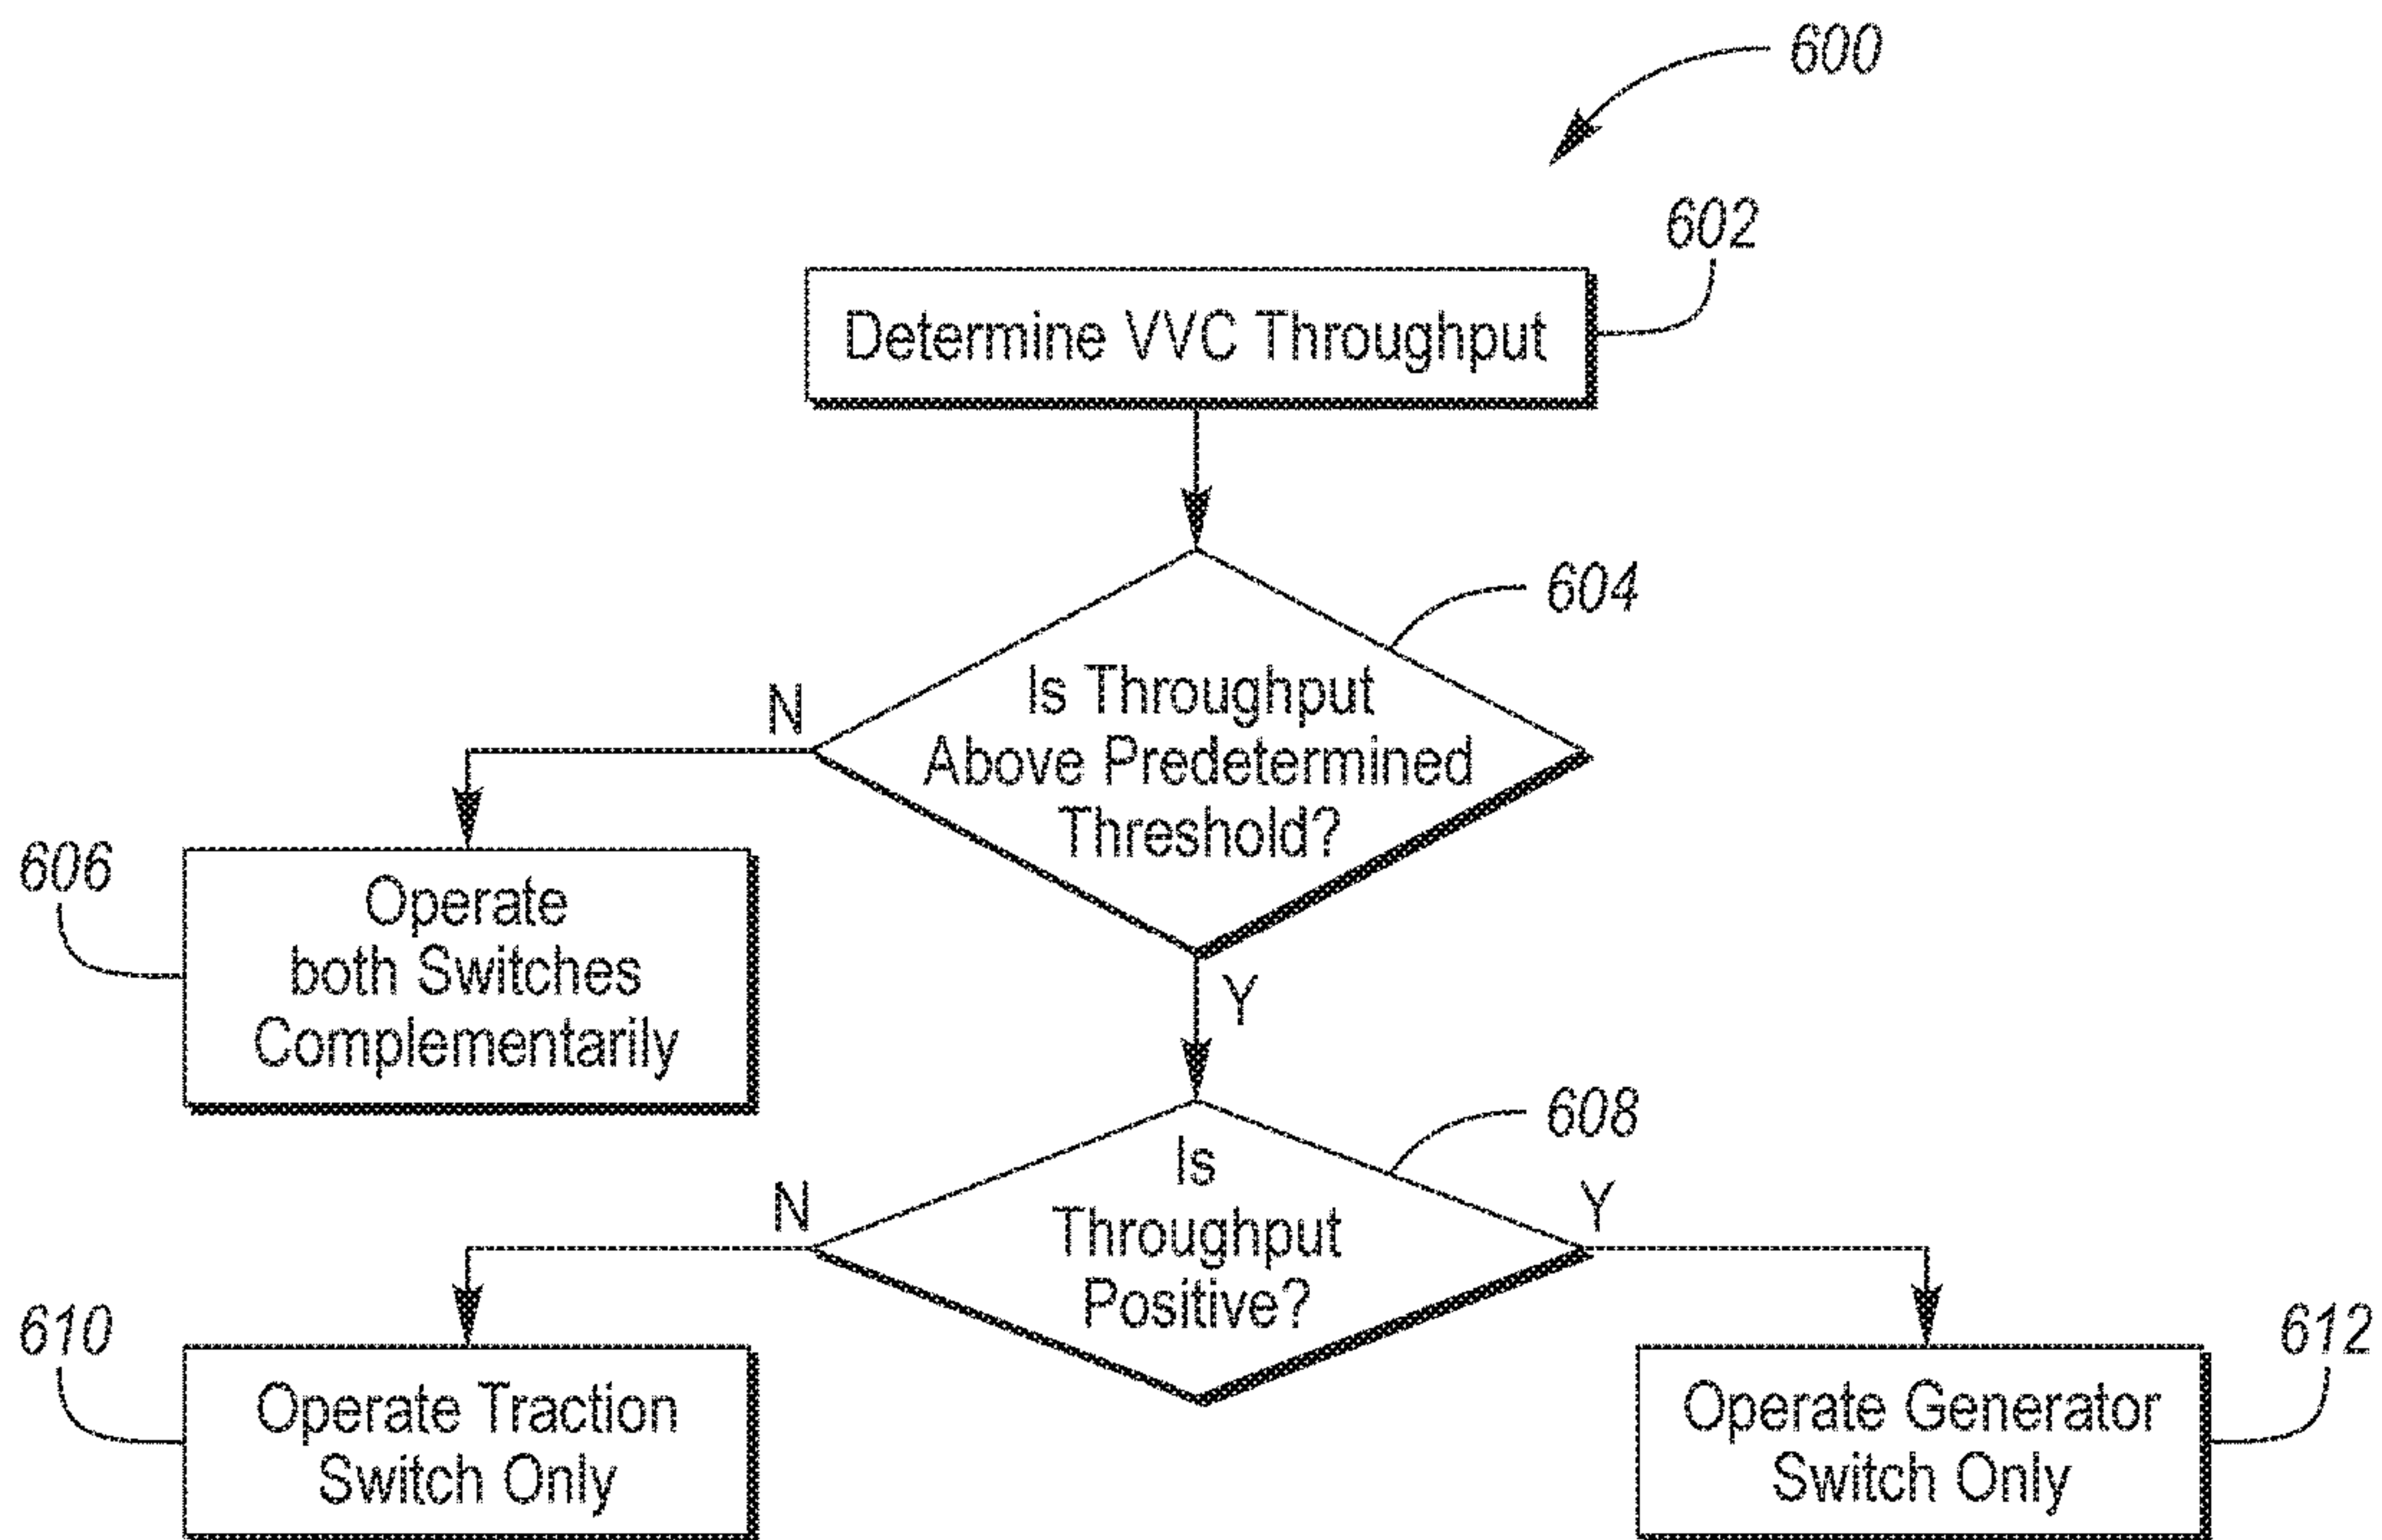 600
602
Determine VVC Throughput
604
Is Throughput
Above Predetermined
Threshold?
N
Y
606
Operate
both Switches
Complementarily
608
Is
Throughput
Positive?
N
Y
610
Operate Traction
Switch Only
612
Operate Generator
Switch Only